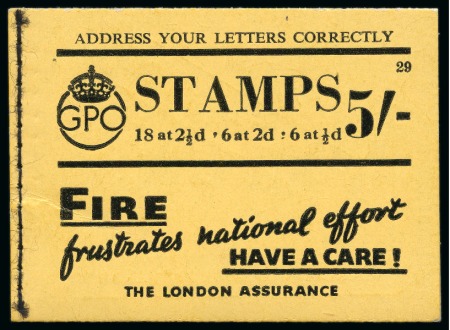 ADDRESS YOUR LETTERS CORRECTLY
29
GPO
STAMPS 5/-
18 at 2½d : 6 at 2d : 6 at ½d
FIRE
frustrates national effort
HAVE A CARE!
THE LONDON ASSURANCE